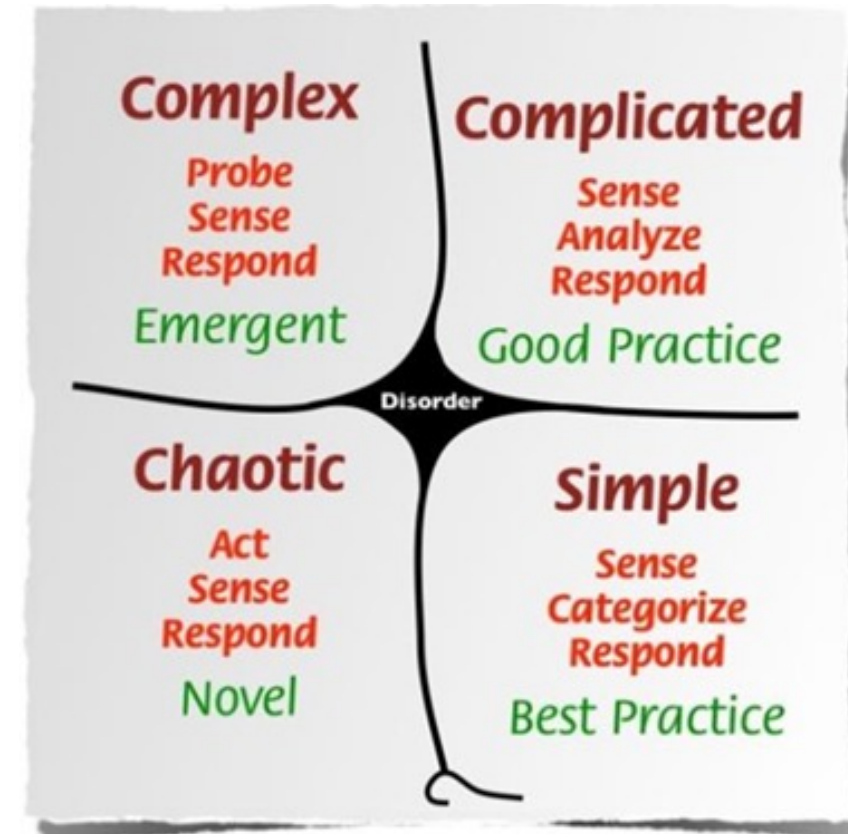 Complex
Probe
Sense
Respond
Emergent
Complicated
Sense
Analyze
Respond
Good Practice
Disorder
Chaotic
Act
Sense
Respond
Novel
Simple
Sense
Categorize
Respond
Best Practice